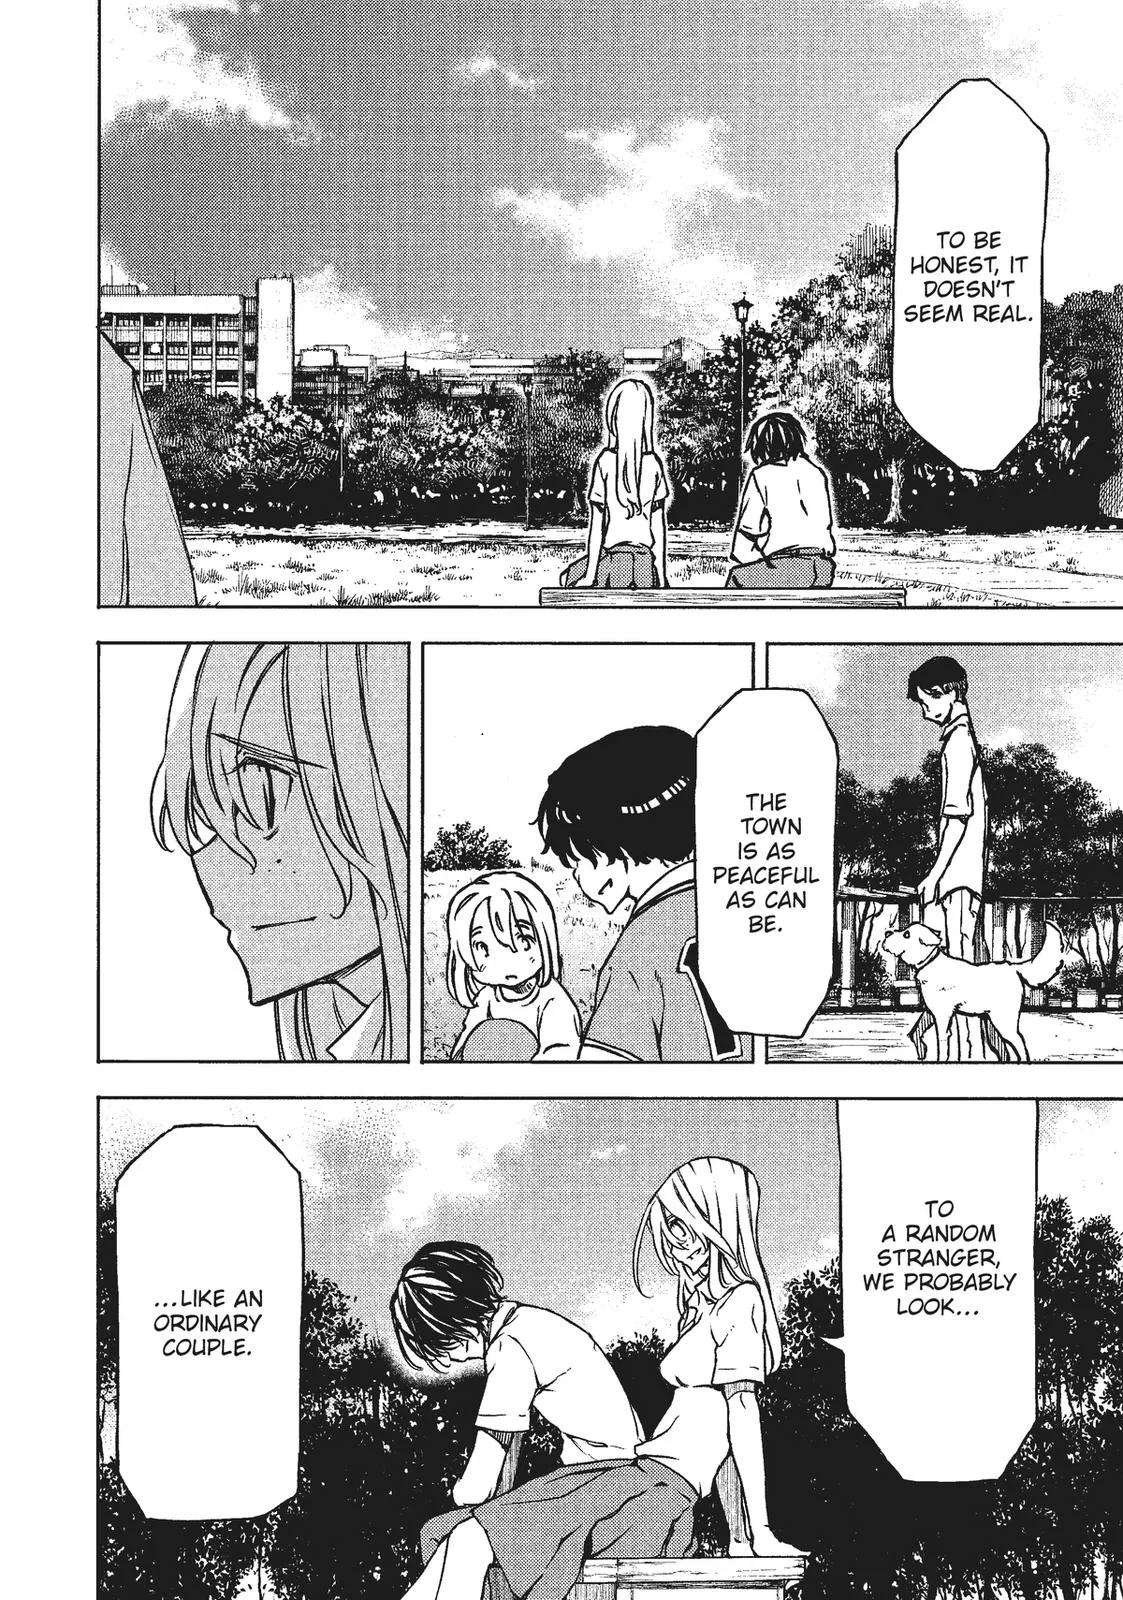 TO BE
HONEST, IT
DOESN'T
SEEM REAL.
THE
TOWN
IS AS
PEACEFUL
AS CAN
BE.
TO
A RANDOM
STRANGER,
WE PROBABLY
LOOK...
...LIKE AN
ORDINARY
COUPLE.